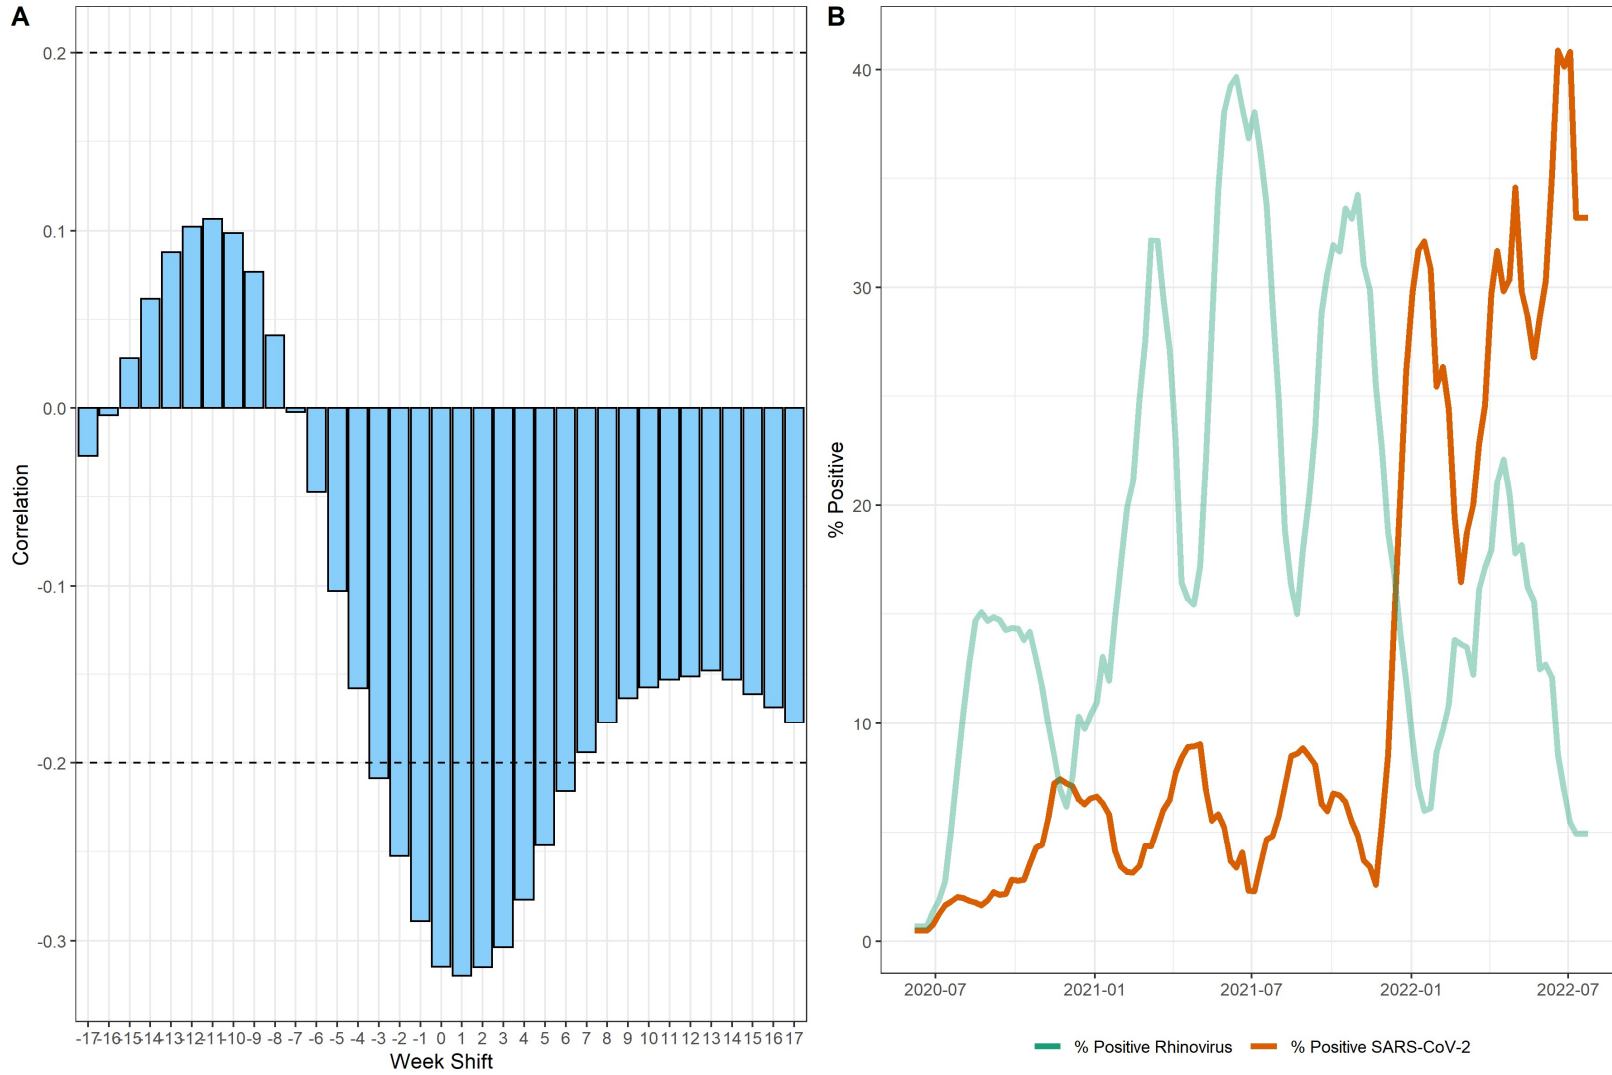 A
B
0.2
0.1
0.0
-0.1
-0.2
-0.3
Correlation
-17 -16 -15 -14 -13 -12 -11 -10 -9 -8 -7 -6 -5 -4 -3 -2 -1 0 1 2 3 4 5 6 7 8 9 10 11 12 13 14 15 16 17
Week Shift
40
30
20
10
0
% Positive
2020-07 2021-01 2021-07 2022-01 2022-07
% Positive Rhinovirus % Positive SARS-CoV-2